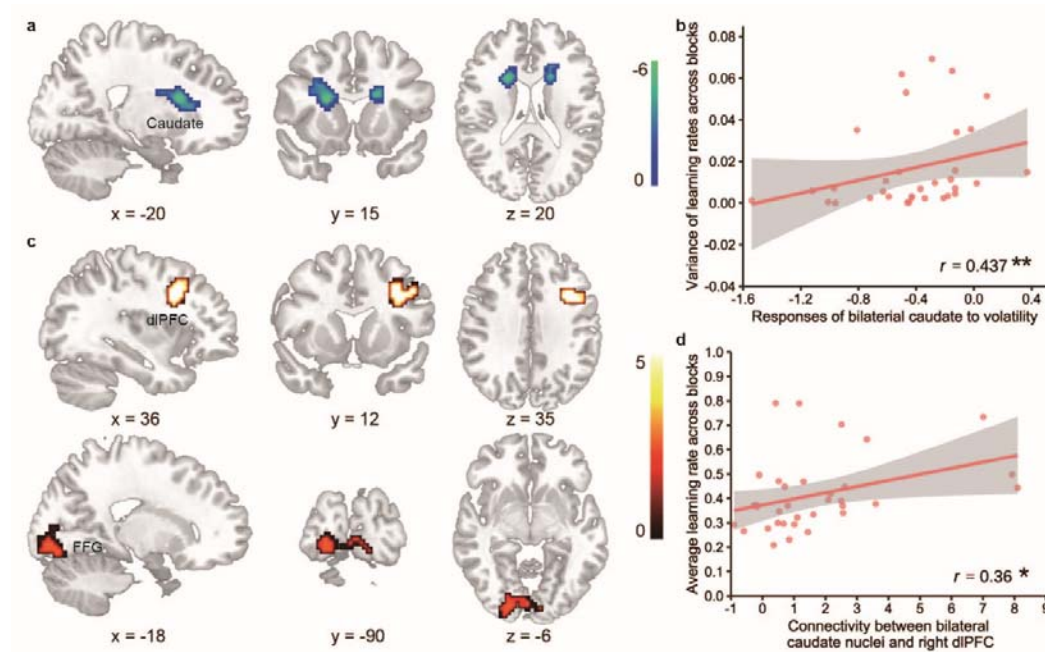 a
Caudate
x = -20
y = 15
z = 20
-6
0
b
Variance of learning rates across blocks
0.08
0.06
0.04
0.02
0.00
-0.02
-0.04
r = 0.437 **
-1.6
-1.2
-0.8
-0.4
0.0
0.4
Responses of bilaterial caudate to volatility
c
dlPFC
x = 36
y = 12
z = 35
FFG
x = -18
y = -90
z = -6
5
0
d
Average learning rate across blocks
1.0
0.9
0.8
0.7
0.6
0.5
0.4
0.3
0.2
0.1
0.0
r = 0.36 *
-1
0
1
2
3
4
5
6
7
8
9
Connectivity between bilateral
caudate nuclei and right dlPFC